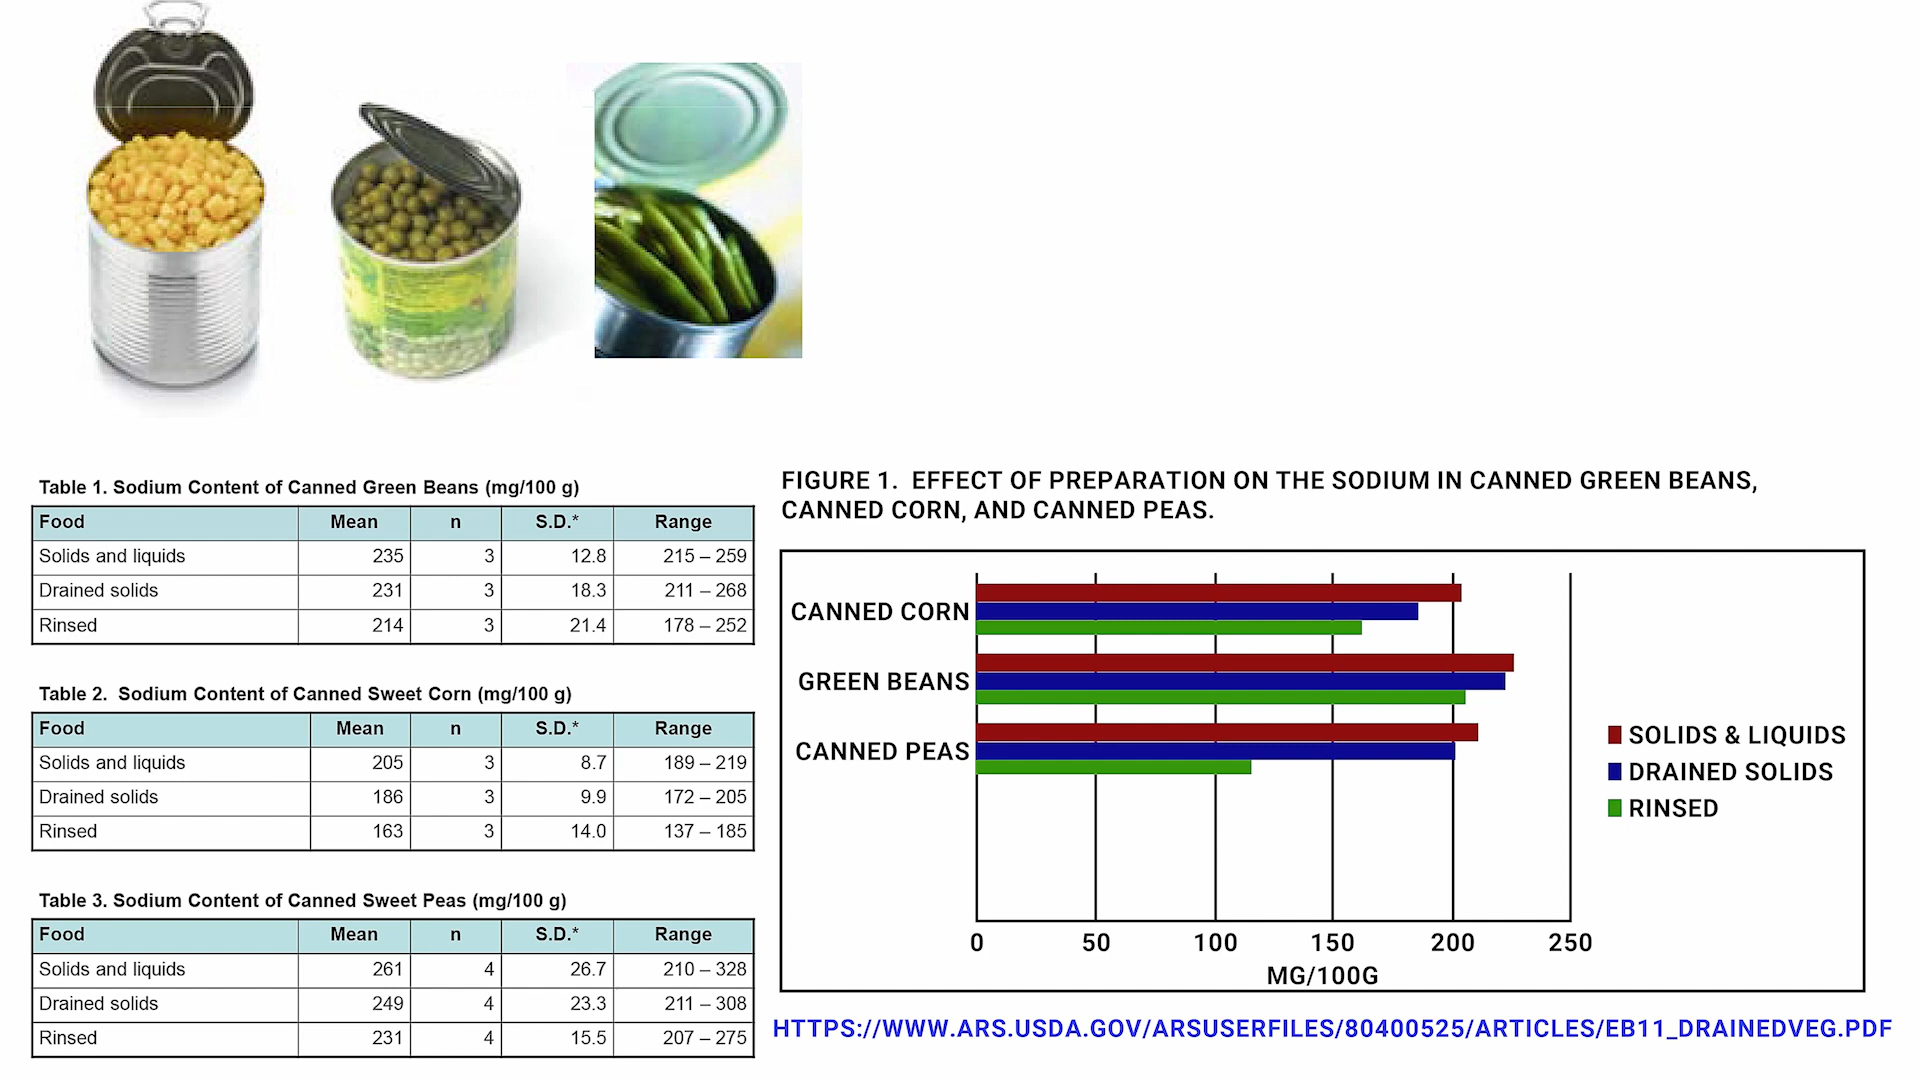 Table 1. Sodium Content of Canned Green Beans (mg/100 g)
Food Mean n S.D.* Range
Solids and liquids 235 3 12.8 215 – 259
Drained solids 231 3 18.3 211 – 268
Rinsed 214 3 21.4 178 – 252
Table 2. Sodium Content of Canned Sweet Corn (mg/100 g)
Food Mean n S.D.* Range
Solids and liquids 205 3 8.7 189 – 219
Drained solids 186 3 9.9 172 – 205
Rinsed 163 3 14.0 137 – 185
Table 3. Sodium Content of Canned Sweet Peas (mg/100 g)
Food Mean n S.D.* Range
Solids and liquids 261 4 26.7 210 – 328
Drained solids 249 4 23.3 211 – 308
Rinsed 231 4 15.5 207 – 275
FIGURE 1. EFFECT OF PREPARATION ON THE SODIUM IN CANNED GREEN BEANS,
CANNED CORN, AND CANNED PEAS.
CANNED CORN
GREEN BEANS
CANNED PEAS
SOLIDS & LIQUIDS
DRAINED SOLIDS
RINSED
0 50 100 150 200 250
MG/100G
HTTPS://WWW.ARS.USDA.GOV/ARSUSERFILES/80400525/ARTICLES/EB11_DRAINEDVEG.PDF